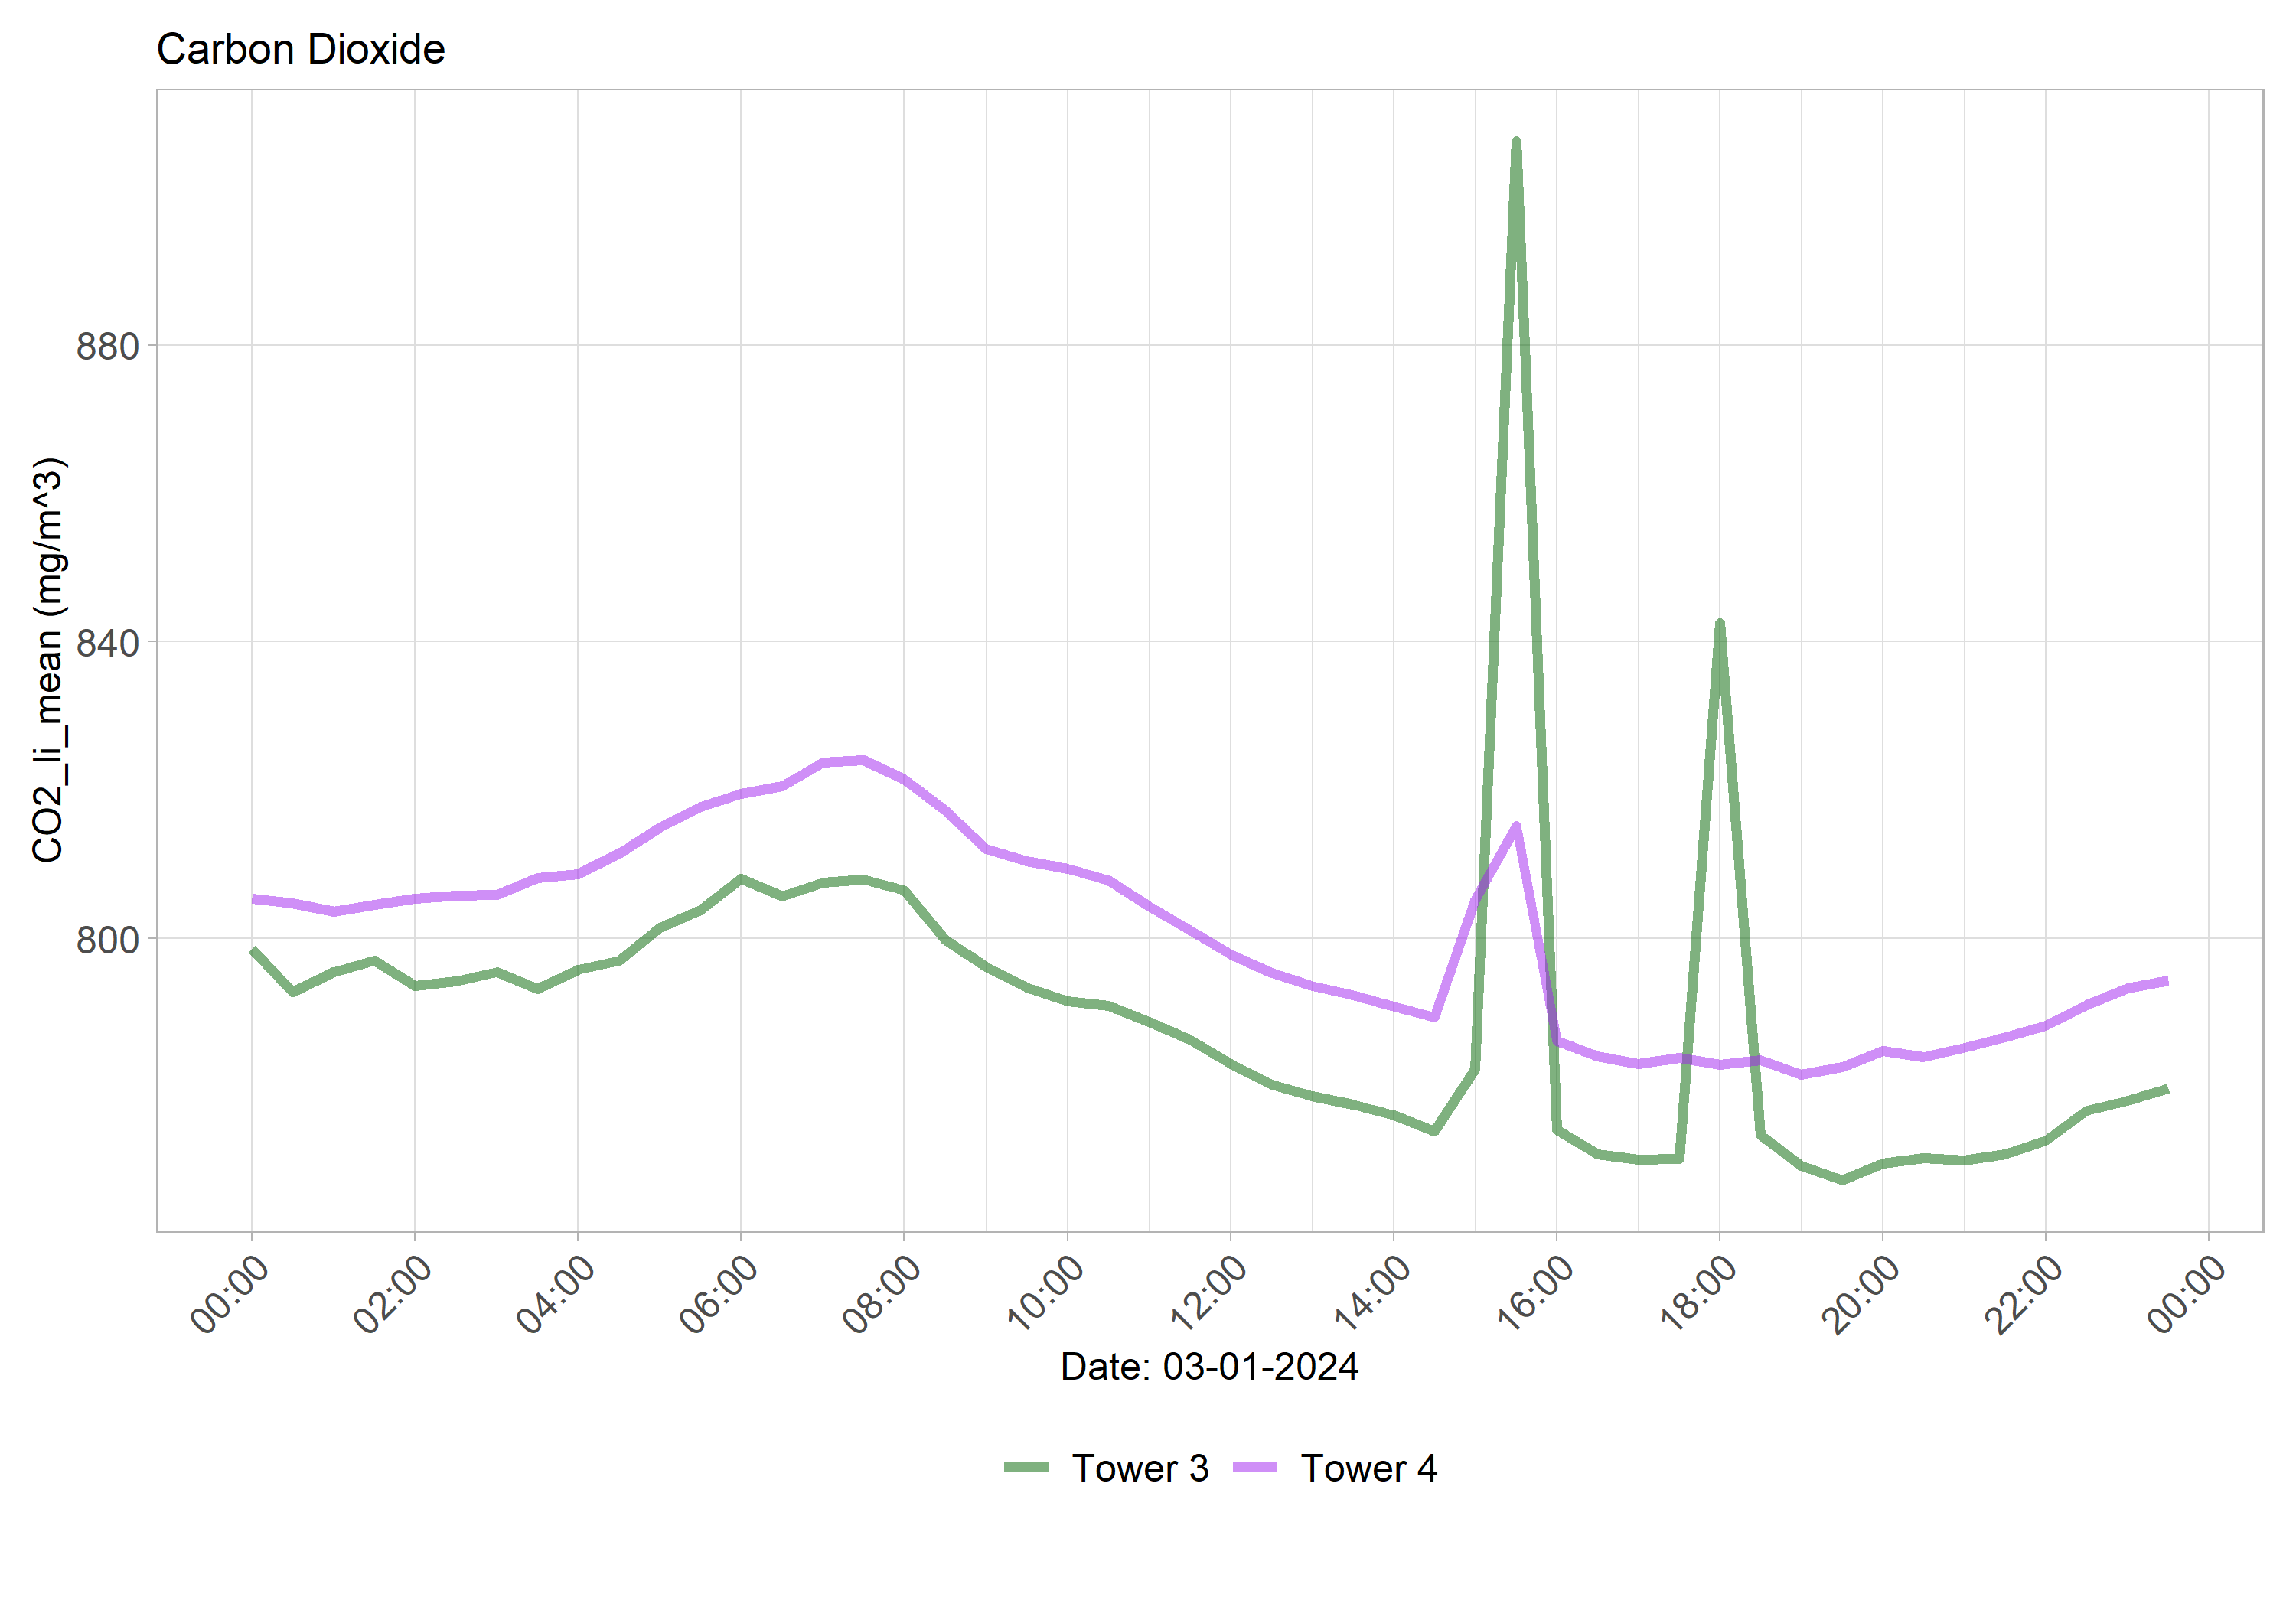 Carbon Dioxide
CO2_li_mean (mg/m^3)
880
840
800
00:00 02:00 04:00 06:00 08:00 10:00 12:00 14:00 16:00 18:00 20:00 22:00 00:00
Date: 03-01-2024
Tower 3 Tower 4